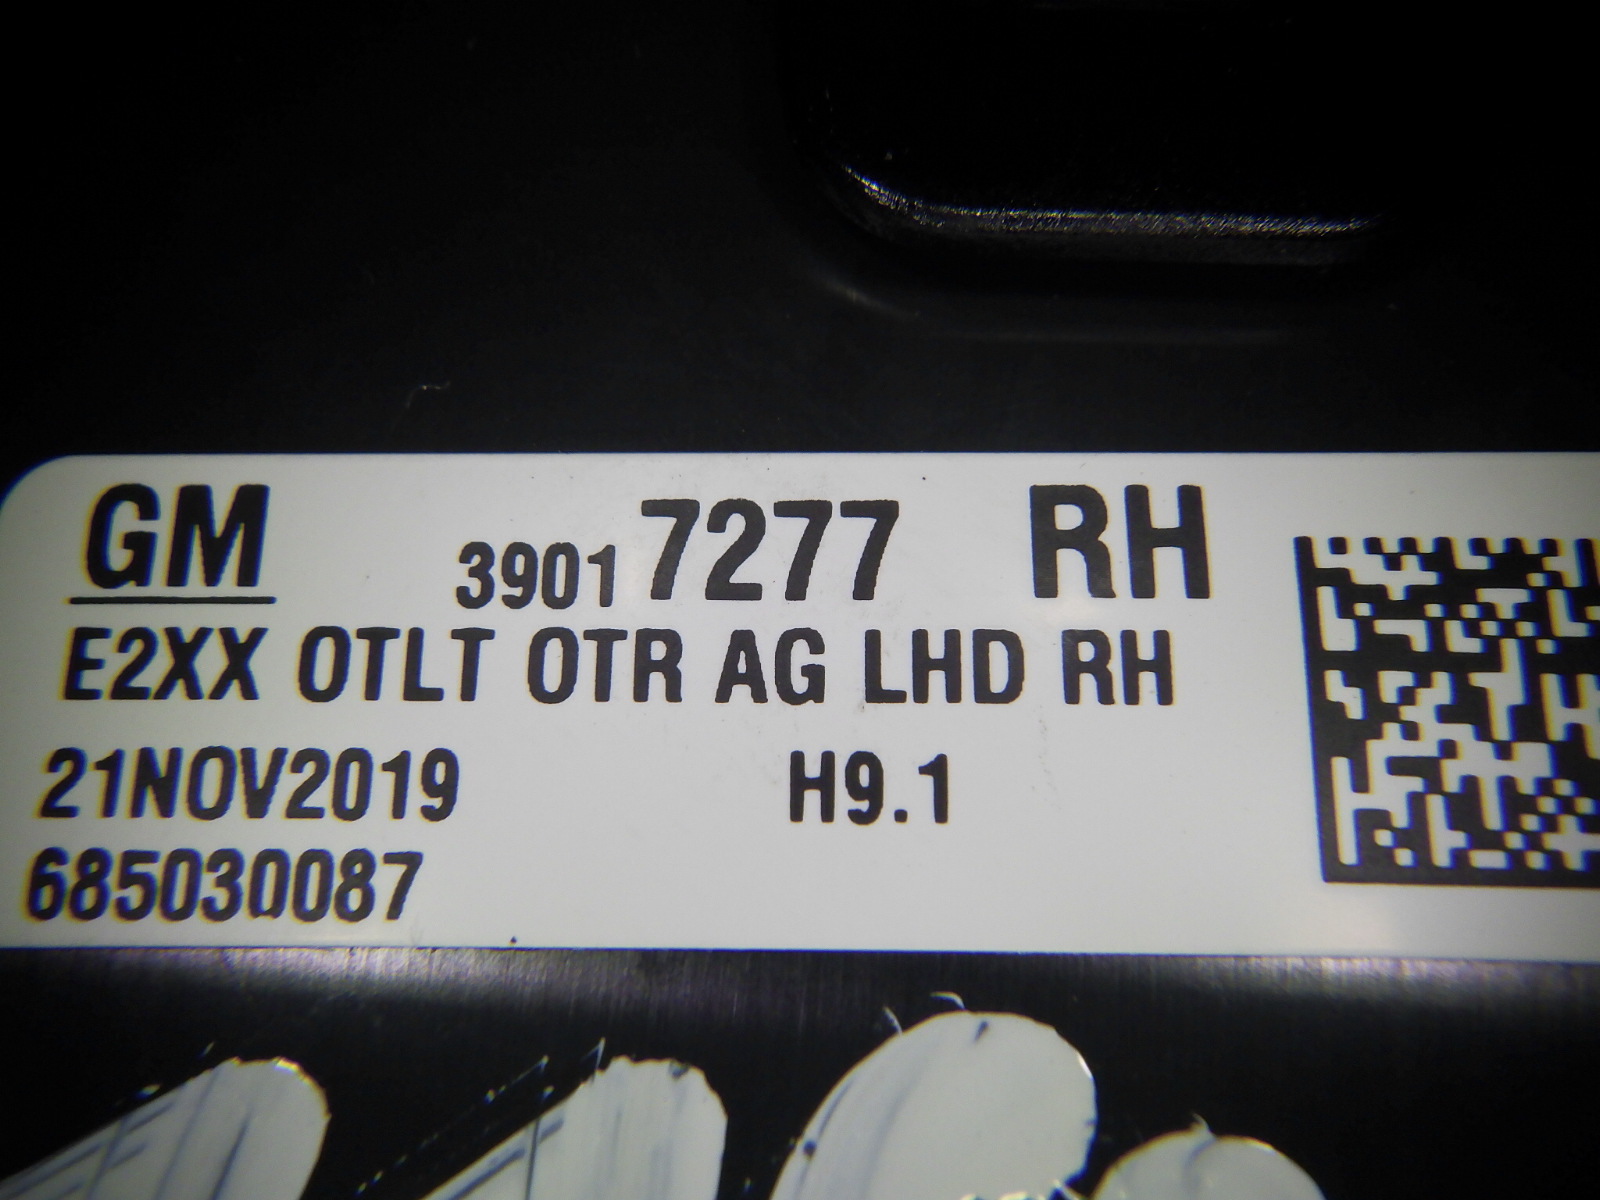 GM 39017277 RH
E2XX OTLT OTR AG LHD RH
21NOV2019 H9.1
685030087